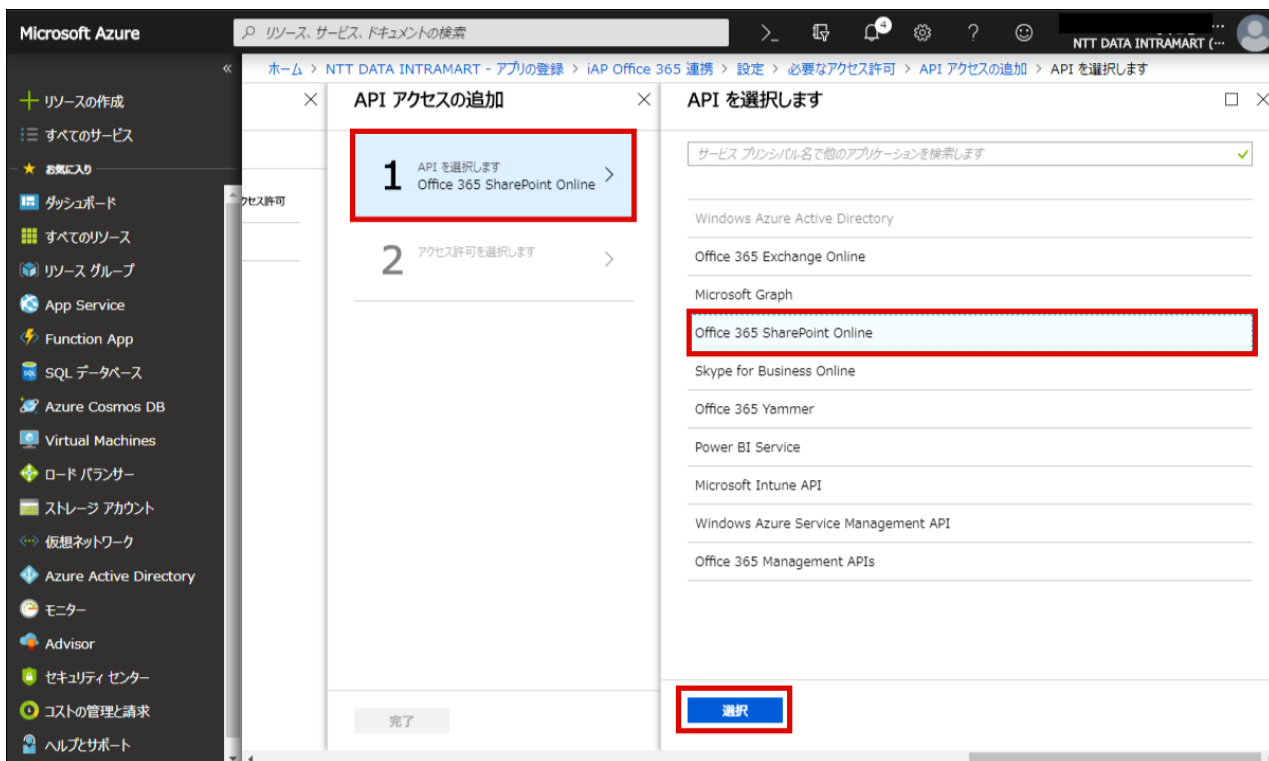 Microsoft Azure
リソース、サービス、ドキュメントの検索
4
NTT DATA INTRAMART (…
ホーム > NTT DATA INTRAMART - アプリの登録 > iAP Office 365 連携 > 設定 > 必要なアクセス許可 > API アクセスの追加 > API を選択します
リソースの作成
すべてのサービス
お気に入り
ダッシュボード
すべてのリソース
リソース グループ
App Service
Function App
SQL データベース
Azure Cosmos DB
Virtual Machines
ロード バランサー
ストレージ アカウント
仮想ネットワーク
Azure Active Directory
モニター
Advisor
セキュリティ センター
コストの管理と請求
ヘルプとサポート
クセス許可
API アクセスの追加
1
API を選択します
Office 365 SharePoint Online
2
アクセス許可を選択します
完了
API を選択します
サービス プリンシパル名で他のアプリケーションを検索します
Windows Azure Active Directory
Office 365 Exchange Online
Microsoft Graph
Office 365 SharePoint Online
Skype for Business Online
Office 365 Yammer
Power BI Service
Microsoft Intune API
Windows Azure Service Management API
Office 365 Management APIs
選択